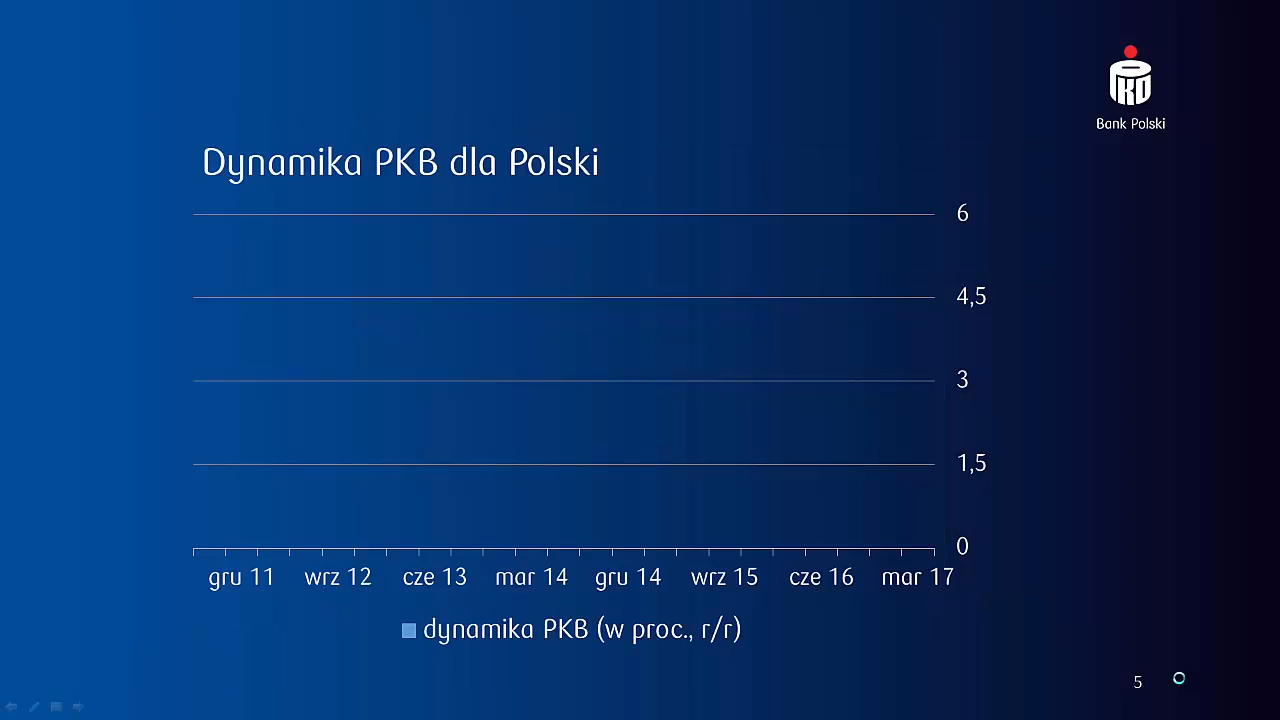 PKO
Bank Polski
Dynamika PKB dla Polski
6
4,5
3
1,5
0
gru 11 wrz 12 cze 13 mar 14 gru 14 wrz 15 cze 16 mar 17
dynamika PKB (w proc., r/r)
5